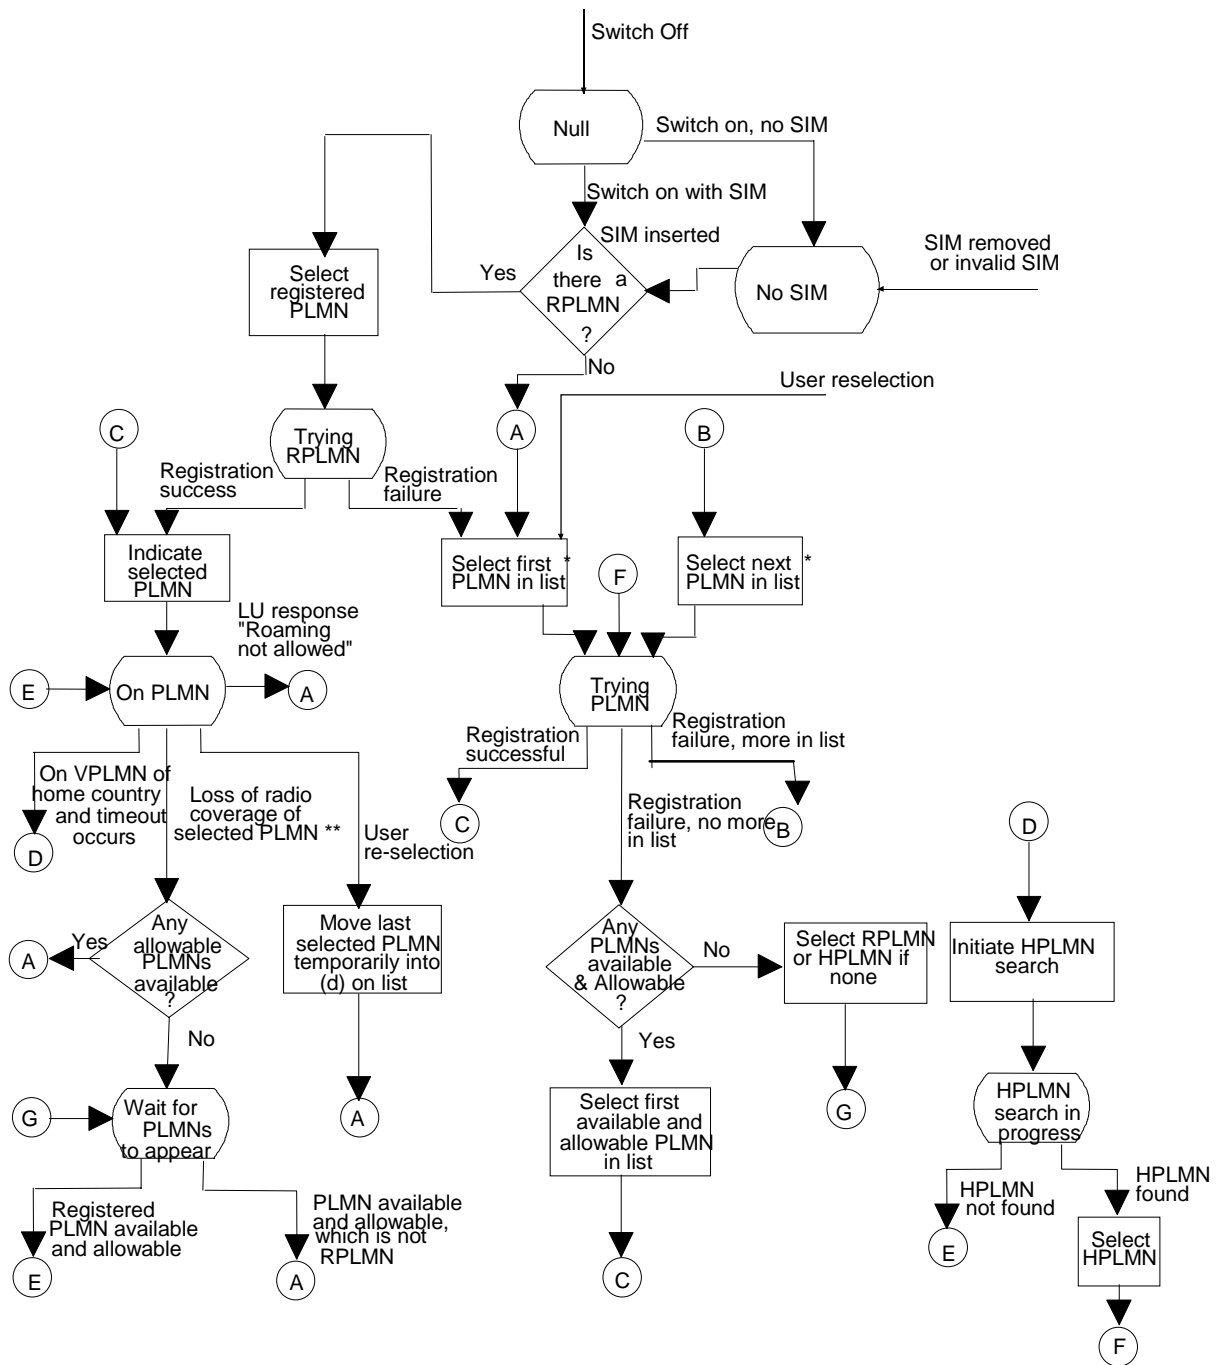 Switch Off
Null
Switch on, no SIM
Switch on with SIM
SIM inserted
SIM removed
or invalid SIM
Is
there a
RPLMN
?
Yes
No
No SIM
Select
registered
PLMN
User reselection
C
Trying
RPLMN
A
B
Registration
success
Registration
failure
Indicate
selected
PLMN
Select first *
PLMN in list
F
Select next *
PLMN in list
LU response
"Roaming
not allowed"
E
On PLMN
A
Trying
PLMN
Registration
successful
Registration
failure, more in list
On VPLMN of
home country
and timeout
occurs
Loss of radio
coverage of
selected PLMN **
User
re-selection
D
C
Registration
failure, no more
in list
B
D
Any
allowable
PLMNs
available
?
Yes
A
No
Move last
selected PLMN
temporarily into
(d) on list
Any
PLMNs
available
& Allowable
?
No
Yes
Select RPLMN
or HPLMN if
none
Initiate HPLMN
search
G
Wait for
PLMNs
to appear
A
Select first
available and
allowable PLMN
in list
G
HPLMN
search in
progress
Registered
PLMN available
and allowable
PLMN available
and allowable,
which is not
RPLMN
HPLMN
not found
HPLMN
found
E
A
C
E
Select
HPLMN
F